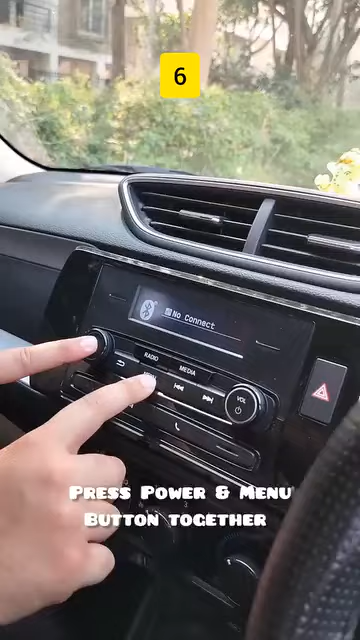 6
No Connect
RADIO
MEDIA
VOL
Press Power & Menu
Button together